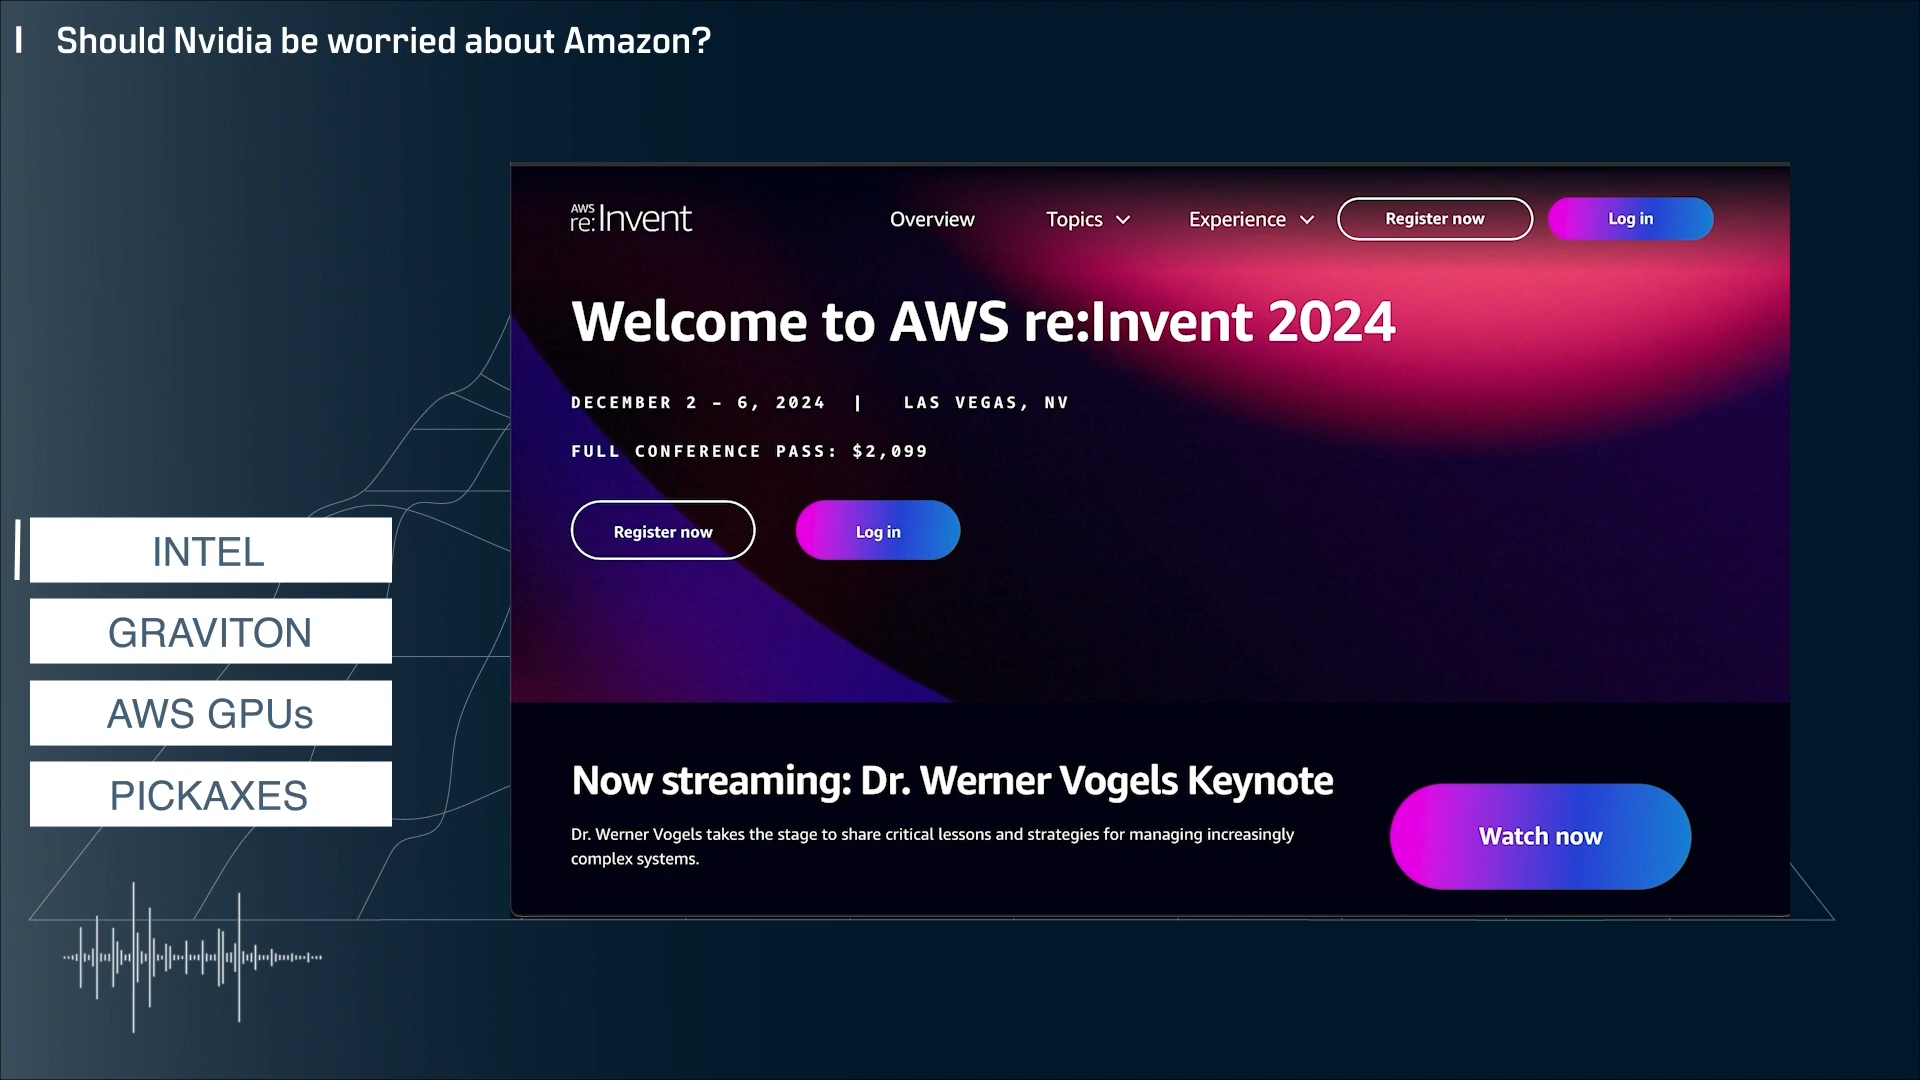 Should Nvidia be worried about Amazon?
AWS
re:Invent
Overview
Topics
Experience
Register now
Log in
Welcome to AWS re:Invent 2024
DECEMBER 2 – 6, 2024 | LAS VEGAS, NV
FULL CONFERENCE PASS: $2,099
Register now
Log in
INTEL
GRAVITON
AWS GPUs
PICKAXES
Now streaming: Dr. Werner Vogels Keynote
Dr. Werner Vogels takes the stage to share critical lessons and strategies for managing increasingly
complex systems.
Watch now